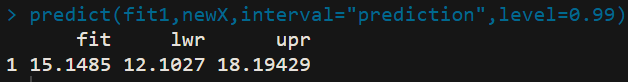 > predict(fit1,newX,interval="prediction",level=0.99)
fit lwr upr
1 15.1485 12.1027 18.19429